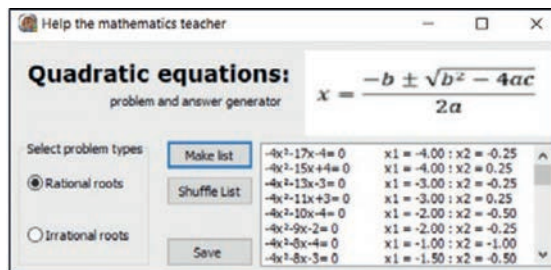 Help the mathematics teacher
Quadratic equations:
problem and answer generator
x = −b ± √b² − 4ac / 2a
Select problem types
Rational roots
Irrational roots
Make list
Shuffle List
Save
-4x²-17x-4= 0 x1 = -4.00 : x2 = -0.25
-4x²-15x+4= 0 x1 = -4.00 : x2 = 0.25
-4x²-13x-3= 0 x1 = -3.00 : x2 = -0.25
-4x²-11x+3= 0 x1 = -3.00 : x2 = 0.25
-4x²-10x-4= 0 x1 = -2.00 : x2 = -0.50
-4x²-9x-2= 0 x1 = -2.00 : x2 = -0.25
-4x²-8x-4= 0 x1 = -1.00 : x2 = -1.00
-4x²-8x-3= 0 x1 = -1.50 : x2 = -0.50